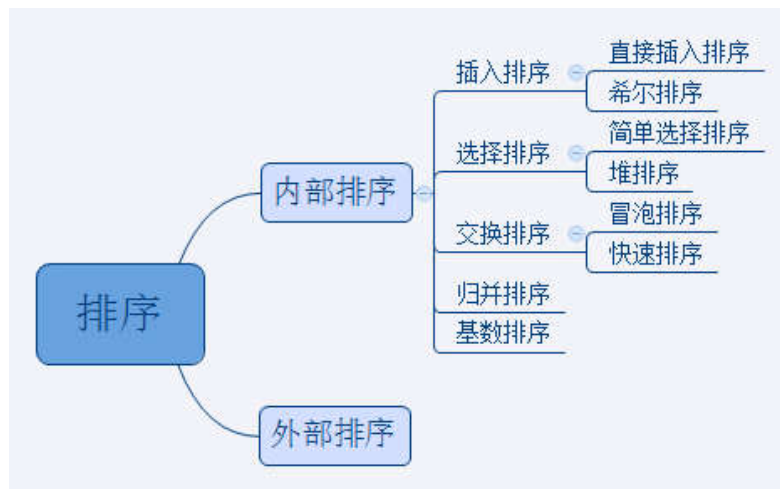 排序
内部排序
插入排序
直接插入排序
希尔排序
选择排序
简单选择排序
堆排序
交换排序
冒泡排序
快速排序
归并排序
基数排序
外部排序